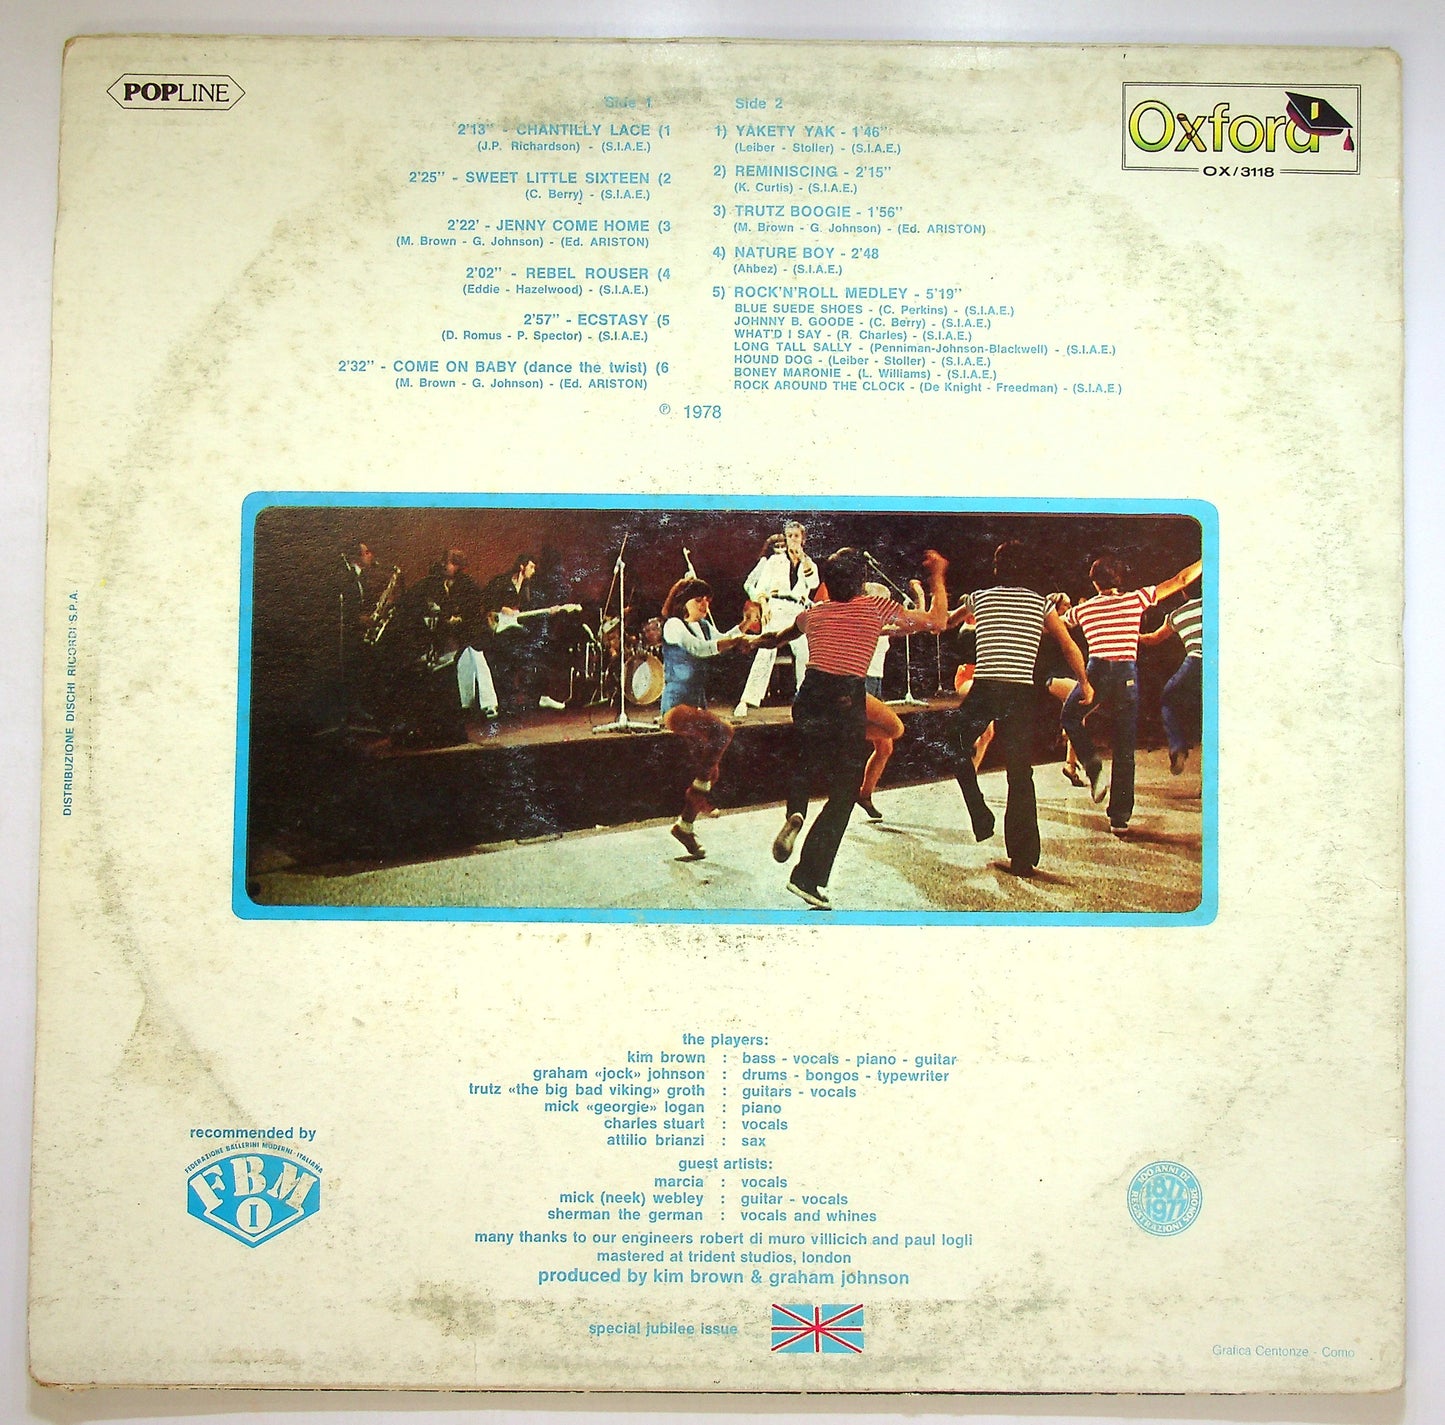 POPLINE
Oxford
OX/3118
Side 1
2'13" - CHANTILLY LACE (1
(J.P. Richardson) - (S.I.A.E.)
2'25" - SWEET LITTLE SIXTEEN (2
(C. Berry) - (S.I.A.E.)
2'22' - JENNY COME HOME (3
(M. Brown - G. Johnson) - (Ed. ARISTON)
2'02" - REBEL ROUSER (4
(Eddie - Hazelwood) - (S.I.A.E.)
2'57" - ECSTASY (5
(D. Romus - P. Spector) - (S.I.A.E.)
2'32" - COME ON BABY (dance the twist) (6
(M. Brown - G. Johnson) - (Ed. ARISTON)
Side 2
1) YAKETY YAK - 1'46"
(Leiber - Stoller) - (S.I.A.E.)
2) REMINISCING - 2'15"
(K. Curtis) - (S.I.A.E.)
3) TRUTZ BOOGIE - 1'56"
(M. Brown - G. Johnson) - (Ed. ARISTON)
4) NATURE BOY - 2'48
(Ahbez) - (S.I.A.E.)
5) ROCK'N'ROLL MEDLEY - 5'19"
BLUE SUEDE SHOES - (C. Perkins) - (S.I.A.E.)
JOHNNY B. GOODE - (C. Berry) - (S.I.A.E.)
WHAT'D I SAY - (R. Charles) - (S.I.A.E.)
LONG TALL SALLY - (Penniman-Johnson-Blackwell) - (S.I.A.E.)
HOUND DOG - (Leiber - Stoller) - (S.I.A.E.)
BONEY MARONIE - (L. Williams) - (S.I.A.E.)
ROCK AROUND THE CLOCK - (De Knight - Freedman) - (S.I.A.E.)
℗ 1978
DISTRIBUZIONE DISCHI RICORDI S.P.A.
the players:
kim brown : bass - vocals - piano - guitar
graham «jock» johnson : drums - bongos - typewriter
trutz «the big bad viking» groth : guitars - vocals
mick «georgie» logan : piano
charles stuart : vocals
attilio brianzi : sax
guest artists:
marcia : vocals
mick (neek) webley : guitar - vocals
sherman the german : vocals and whines
many thanks to our engineers robert di muro villicich and paul logli
mastered at trident studios, london
produced by kim brown & graham johnson
special jubilee issue
recommended by
FEDERAZIONE BALLERINI MODERNI ITALIANA
FBM
I
100 ANNI DI
1877
1977
REGISTRAZIONI SONORE
Grafica Centonze - Como